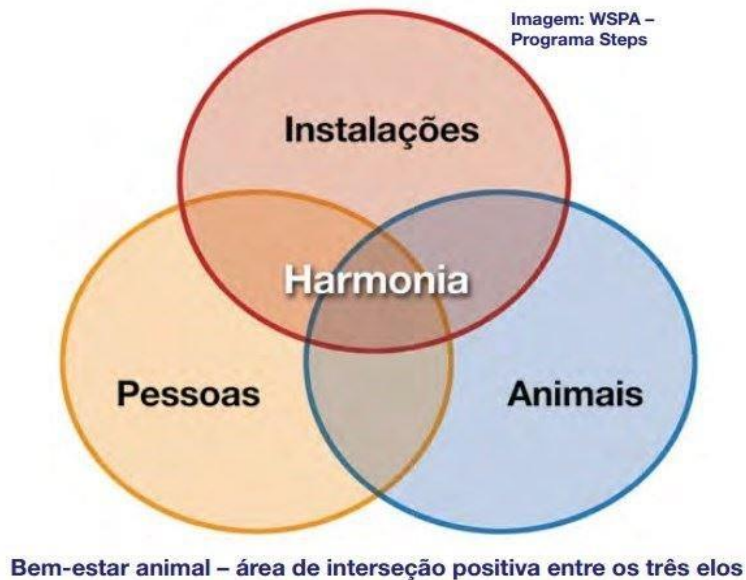 Imagem: WSPA –
Programa Steps
Instalações
Harmonia
Pessoas
Animais
Bem-estar animal – área de interseção positiva entre os três elos